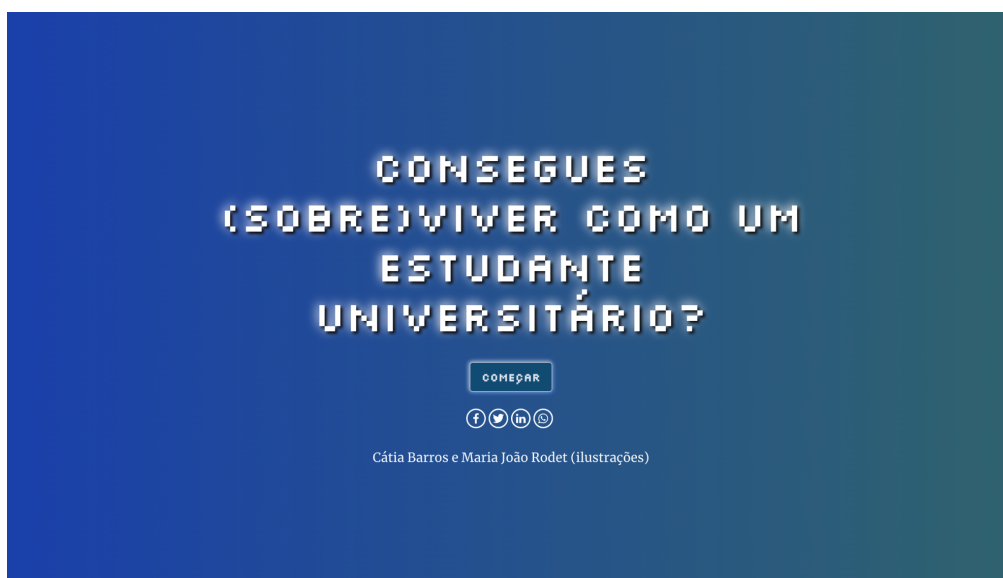 CONSEGUES
(SOBRE)VIVER COMO UM
ESTUDANTE
UNIVERSITÁRIO?
COMEÇAR
Cátia Barros e Maria João Rodet (ilustrações)